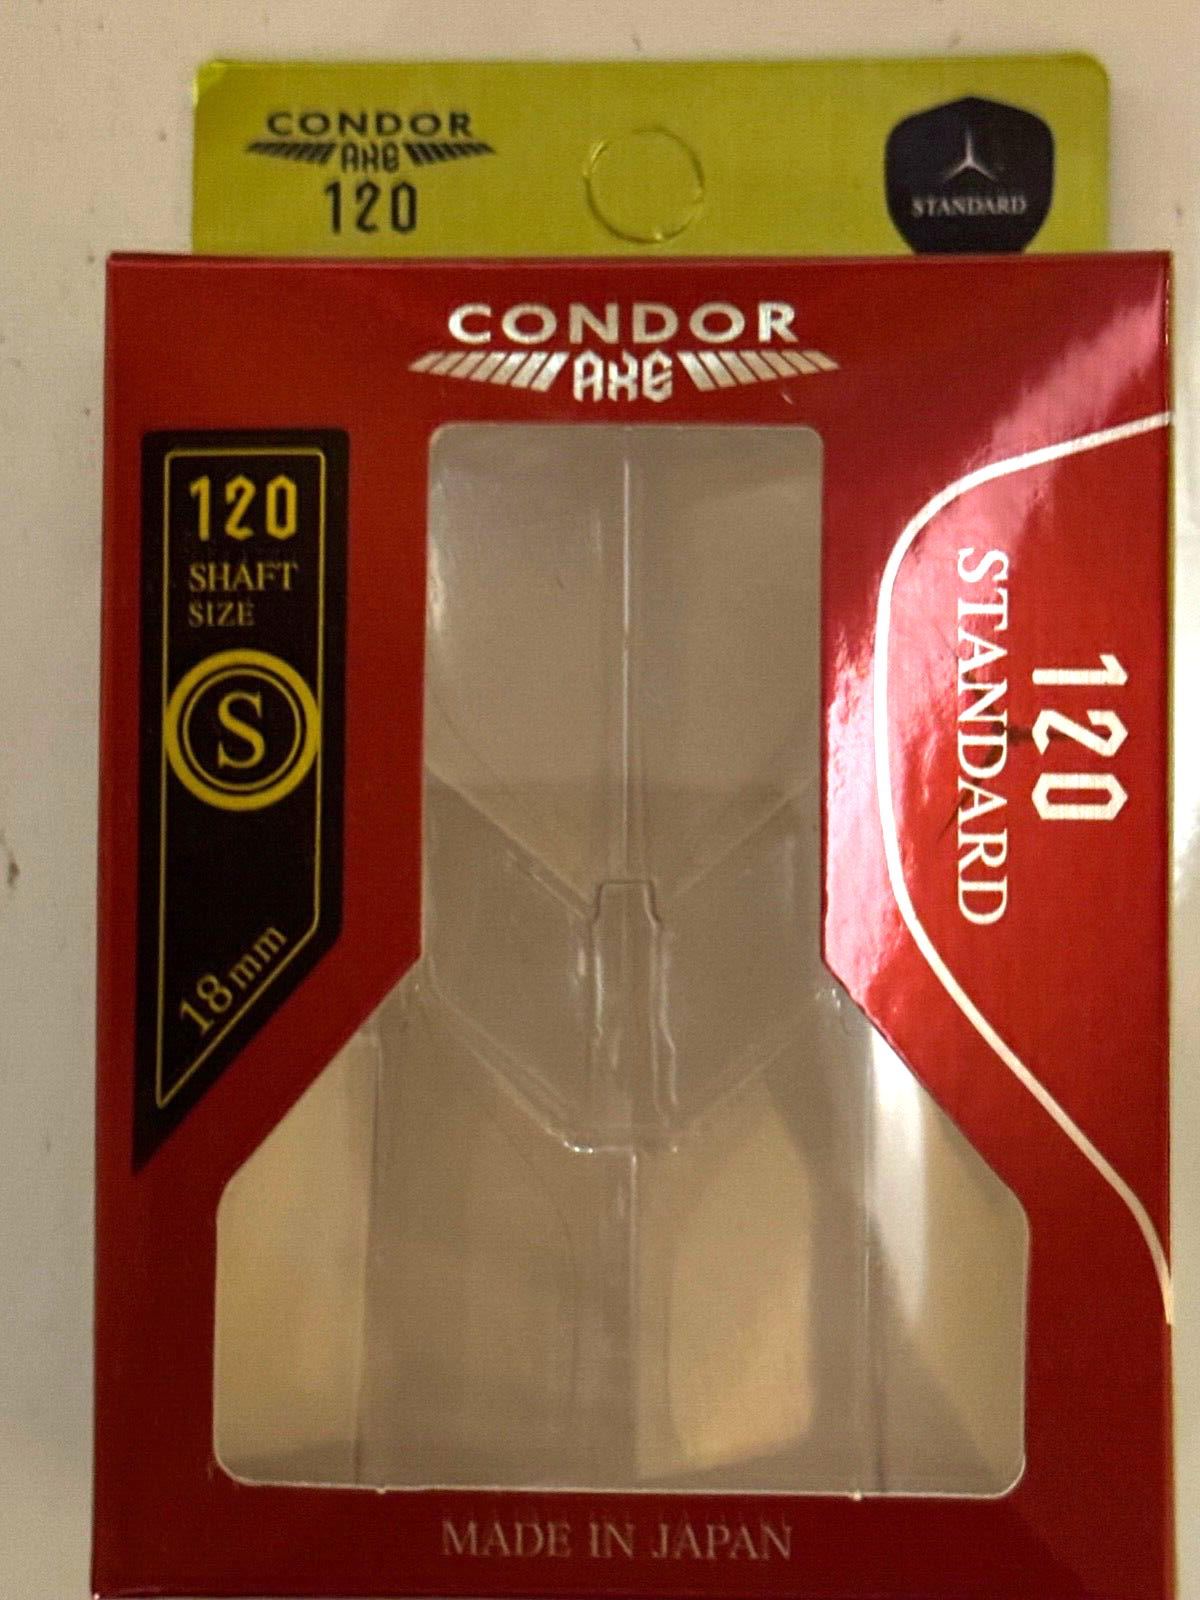 CONDOR
AXE
120
STANDARD
CONDOR
AXE
120
SHAFT
SIZE
S
18mm
120
STANDARD
MADE IN JAPAN